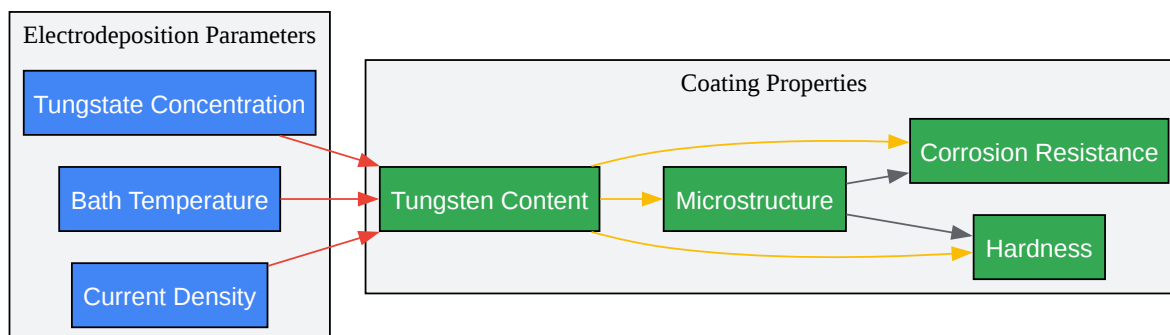 Electrodeposition Parameters
Tungstate Concentration
Bath Temperature
Current Density
Coating Properties
Tungsten Content
Microstructure
Corrosion Resistance
Hardness